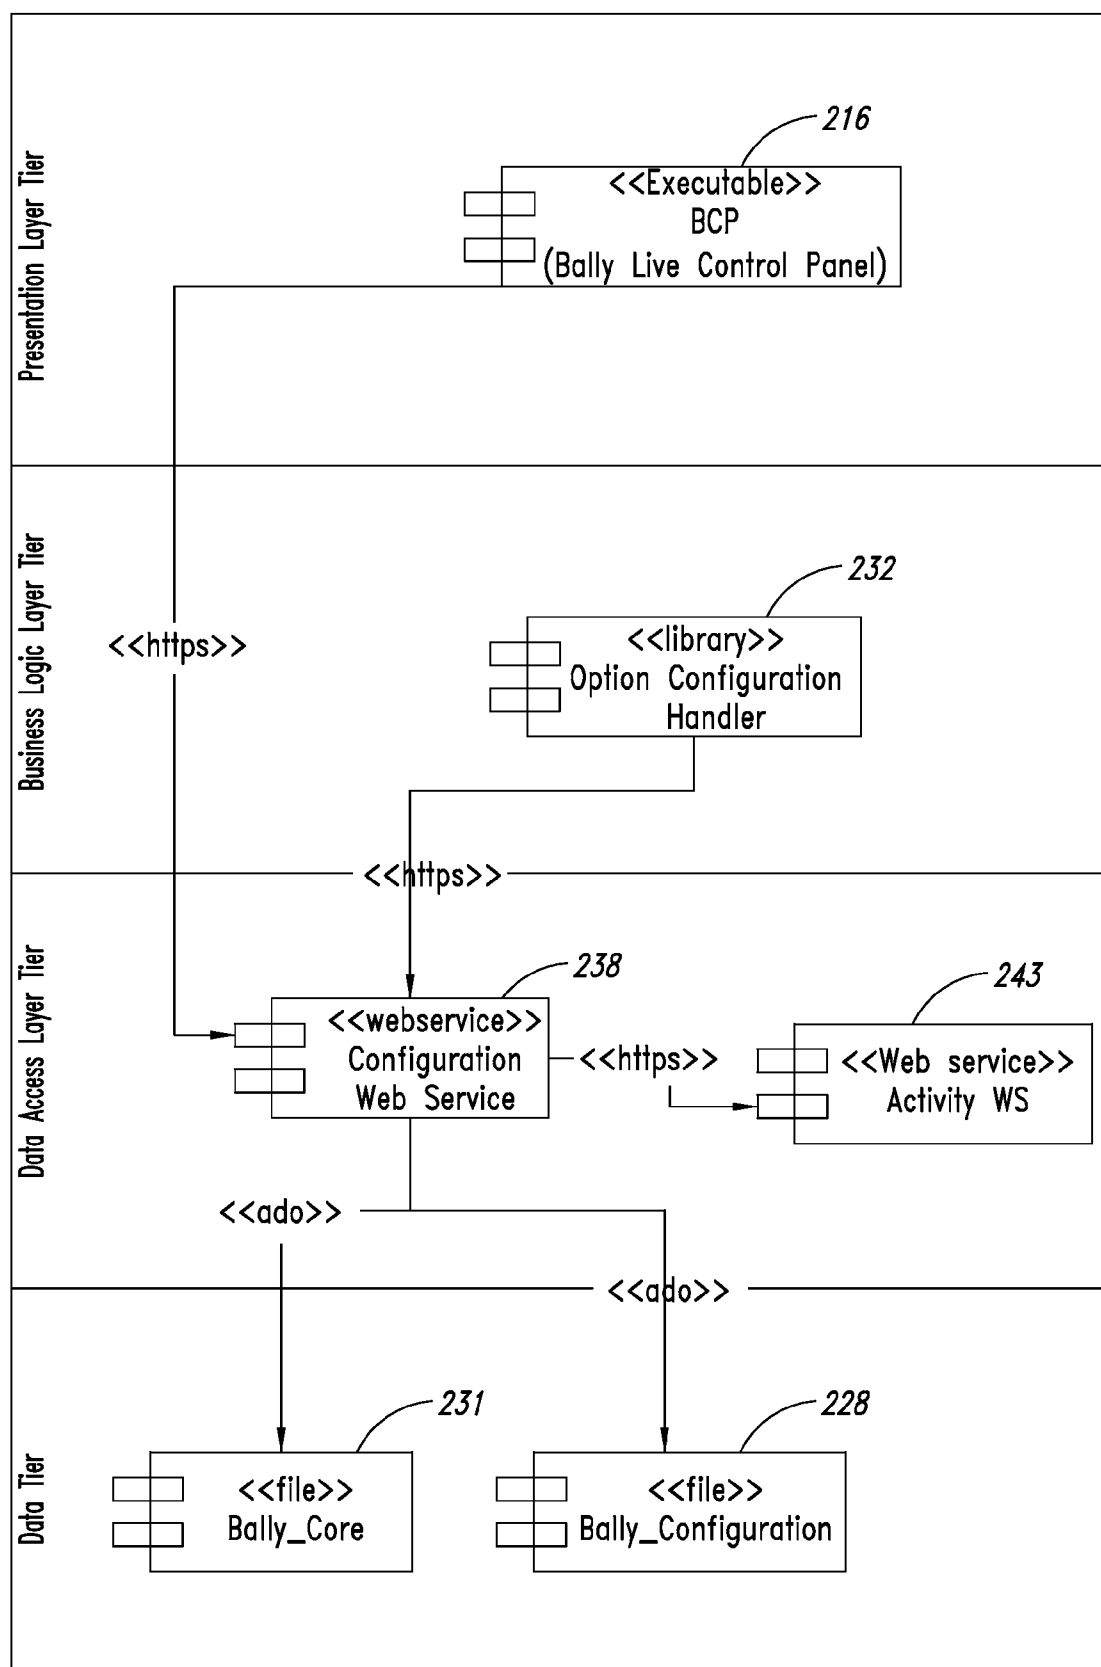 Presentation Layer Tier
216
<<Executable>>
BCP
(Bally Live Control Panel)
Business Logic Layer Tier
<<https>>
232
<<library>>
Option Configuration
Handler
<<https>>
Data Access Layer Tier
238
<<webservice>>
Configuration
Web Service
<<https>>
243
<<Web service>>
Activity WS
<<ado>>
<<ado>>
Data Tier
231
<<file>>
Bally_Core
228
<<file>>
Bally_Configuration